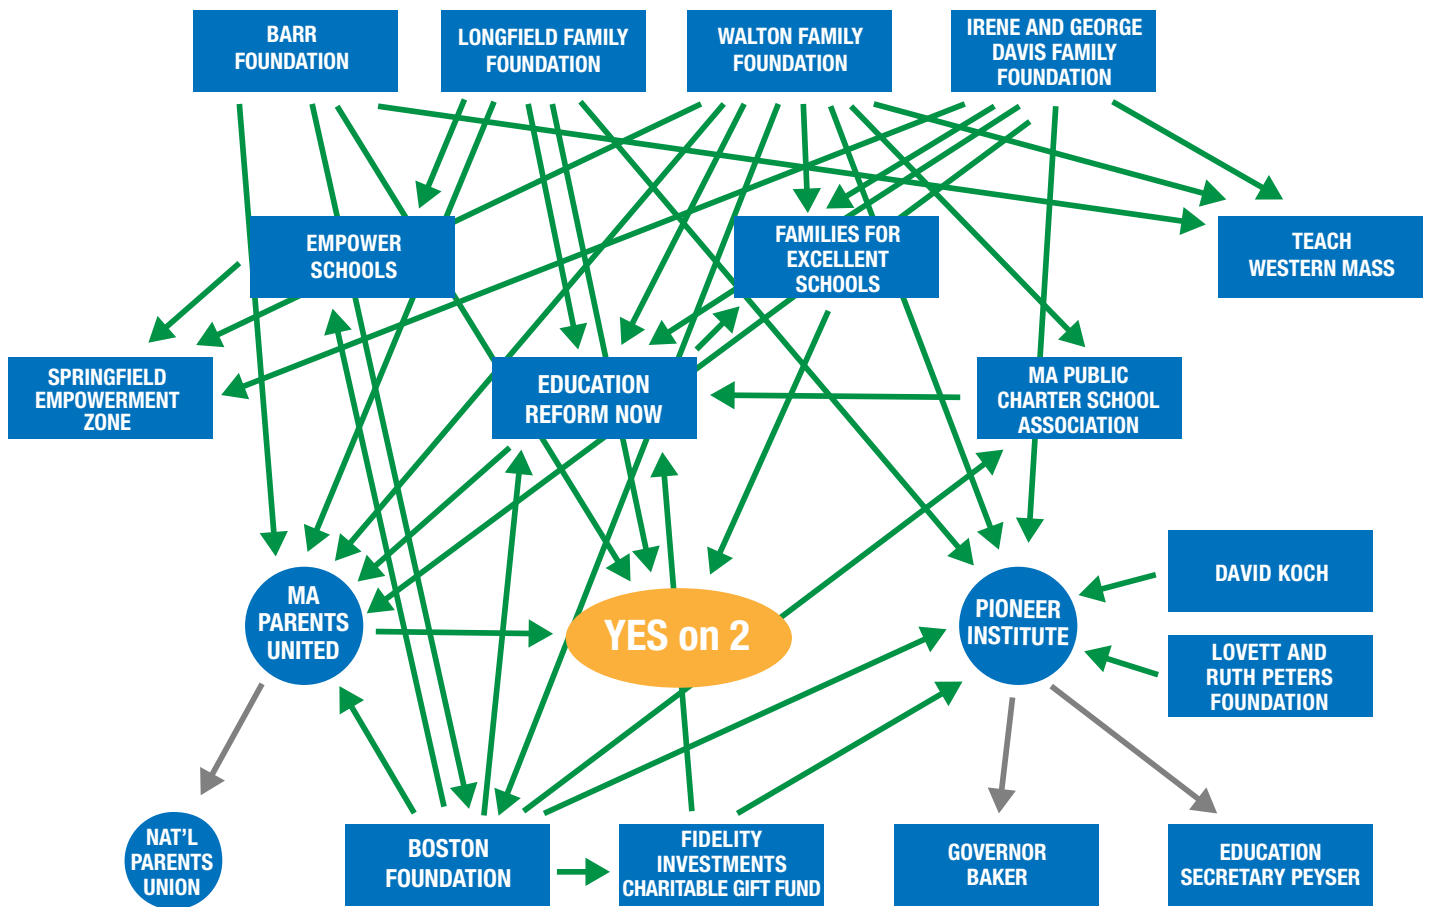 BARR
FOUNDATION
LONGFIELD FAMILY
FOUNDATION
WALTON FAMILY
FOUNDATION
IRENE AND GEORGE
DAVIS FAMILY
FOUNDATION
EMPOWER
SCHOOLS
FAMILIES FOR
EXCELLENT
SCHOOLS
TEACH
WESTERN MASS
SPRINGFIELD
EMPOWERMENT
ZONE
EDUCATION
REFORM NOW
MA PUBLIC
CHARTER SCHOOL
ASSOCIATION
MA
PARENTS
UNITED
YES on 2
PIONEER
INSTITUTE
DAVID KOCH
LOVETT AND
RUTH PETERS
FOUNDATION
NAT'L
PARENTS
UNION
BOSTON
FOUNDATION
FIDELITY
INVESTMENTS
CHARITABLE GIFT FUND
GOVERNOR
BAKER
EDUCATION
SECRETARY PEYSER